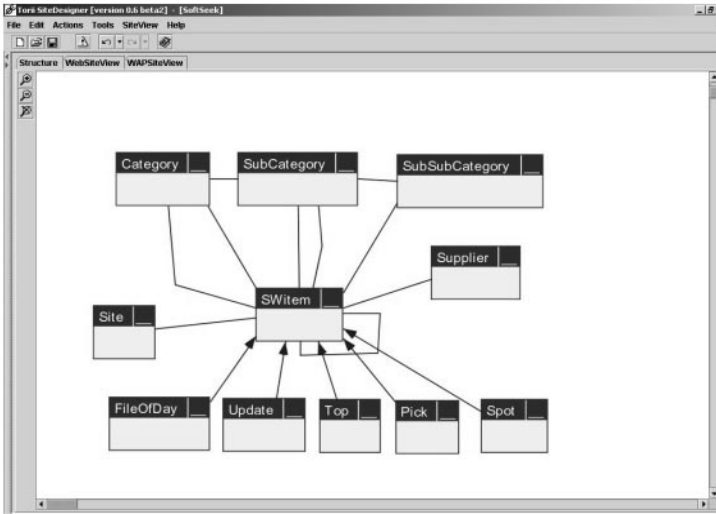 Torii SiteDesigner [version 0.6 beta2] - [SoftSeek]
File Edit Actions Tools SiteView Help
Structure WebSiteView WAPSiteView
Category SubCategory SubSubCategory
Supplier
SWitem
Site
FileOfDay Update Top Pick Spot